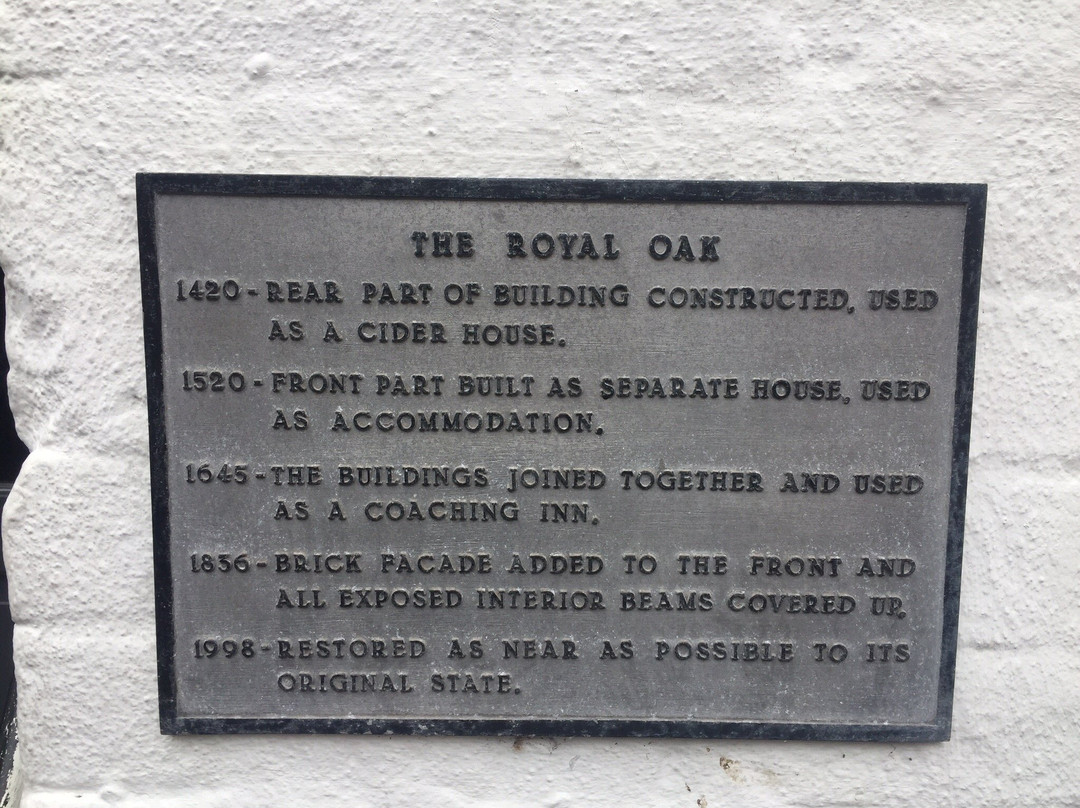 THE ROYAL OAK
1420-REAR PART OF BUILDING CONSTRUCTED, USED
AS A CIDER HOUSE.
1520-FRONT PART BUILT AS SEPARATE HOUSE, USED
AS ACCOMMODATION.
1645-THE BUILDINGS JOINED TOGETHER AND USED
AS A COACHING INN.
1836-BRICK FACADE ADDED TO THE FRONT AND
ALL EXPOSED INTERIOR BEAMS COVERED UP.
1998-RESTORED AS NEAR AS POSSIBLE TO ITS
ORIGINAL STATE.